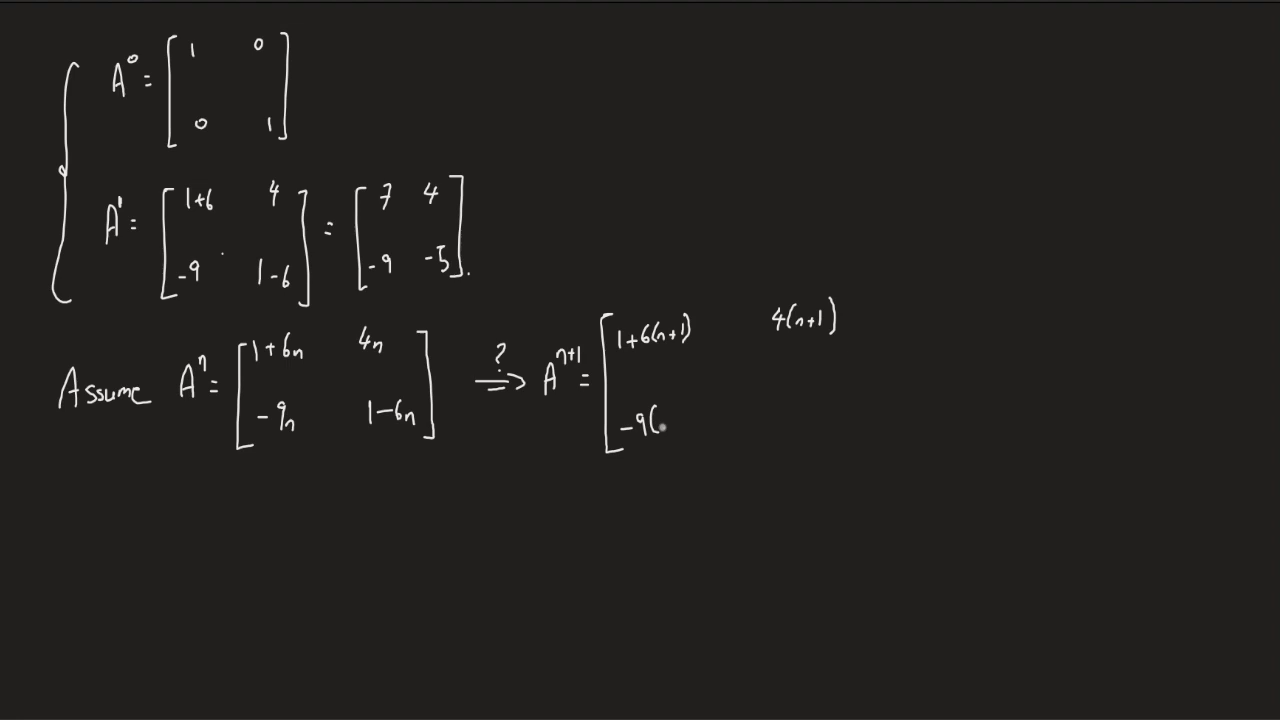 A⁰ = [ 1 0
0 1 ]
A¹ = [ 1+6 4 = [ 7 4
-9 1-6 ] -9 -5 ].
Assume Aⁿ = [ 1+6n 4n ?⇒ Aⁿ⁺¹ = [ 1+6(n+1) 4(n+1)
-9n 1-6n ] -9(